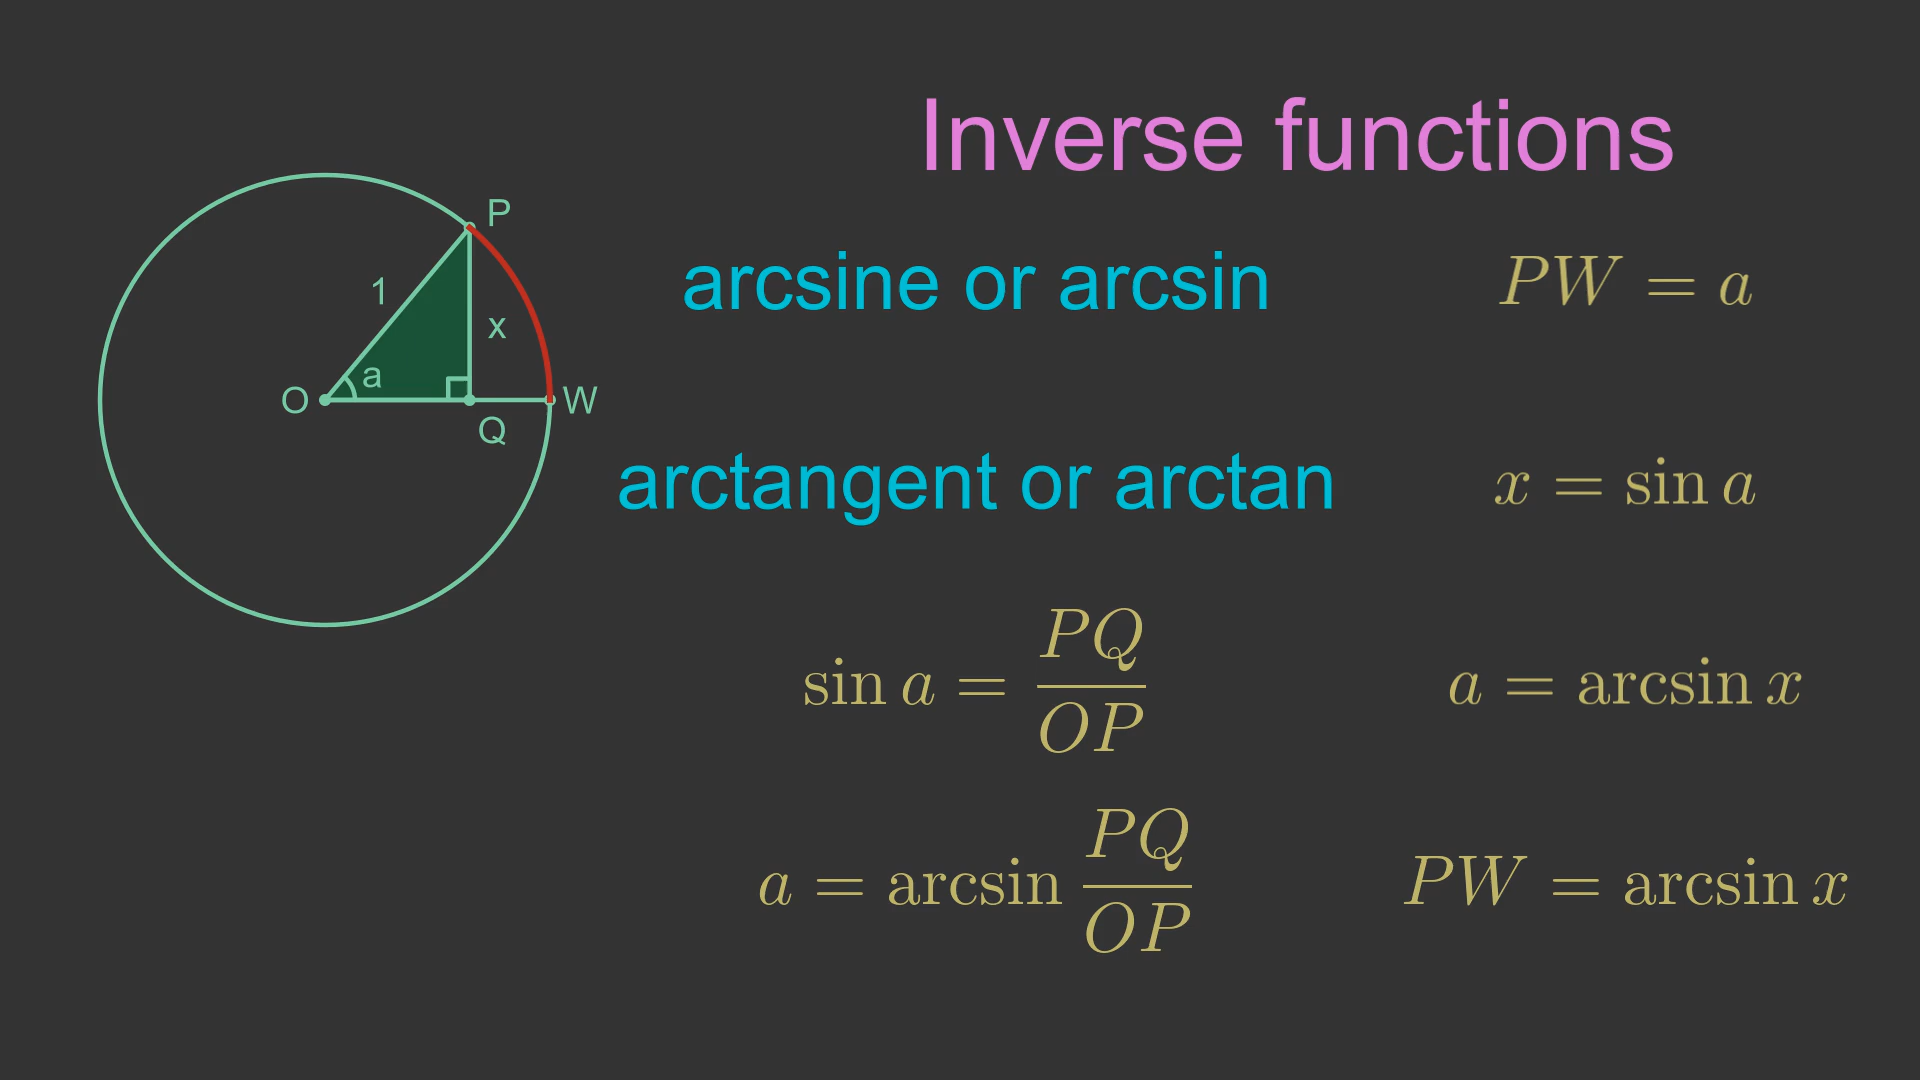 Inverse functions
P
1
x
a
O
W
Q
arcsine or arcsin
PW = a
arctangent or arctan
x = sin a
sin a = PQ/OP
a = arcsin x
a = arcsin PQ/OP
PW = arcsin x